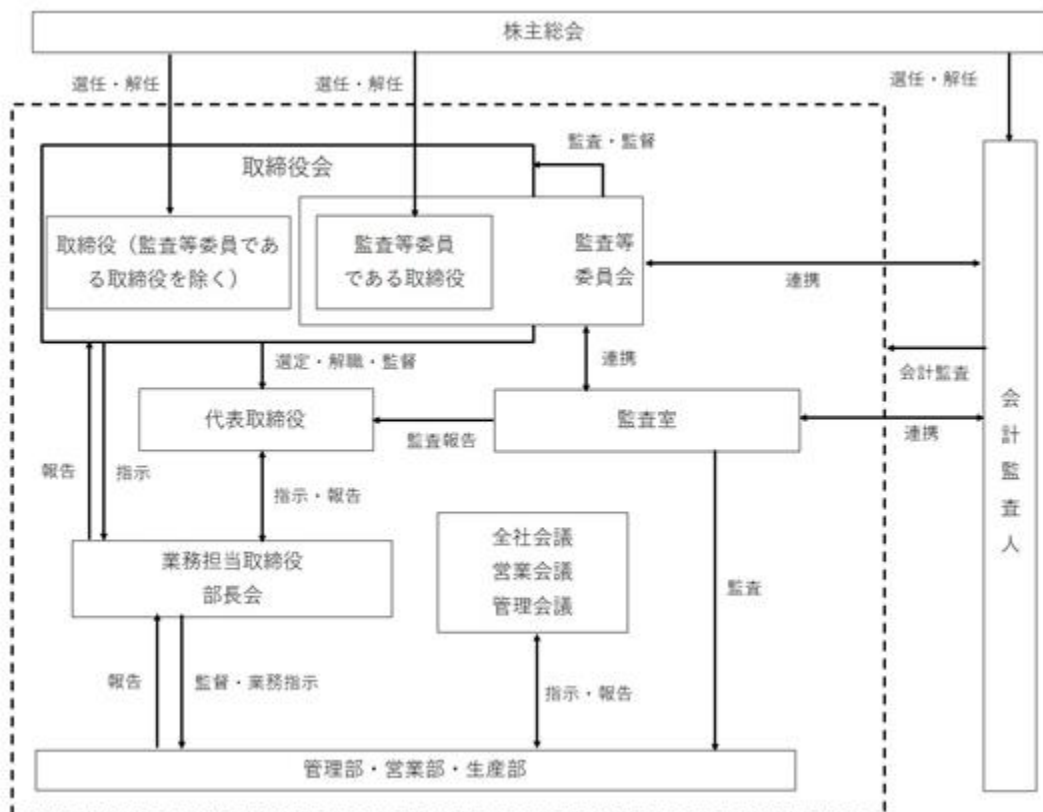 株主総会
選任・解任
選任・解任
選任・解任
監査・監督
取締役会
取締役（監査等委員であ
る取締役を除く）
監査等委員
である取締役
監査等
委員会
連携
選定・解職・監督
連携
会計監査
代表取締役
監査報告
監査室
連携
会計監査人
報告
指示
指示・報告
業務担当取締役
部長会
全社会議
営業会議
管理会議
監査
報告
監督・業務指示
指示・報告
管理部・営業部・生産部